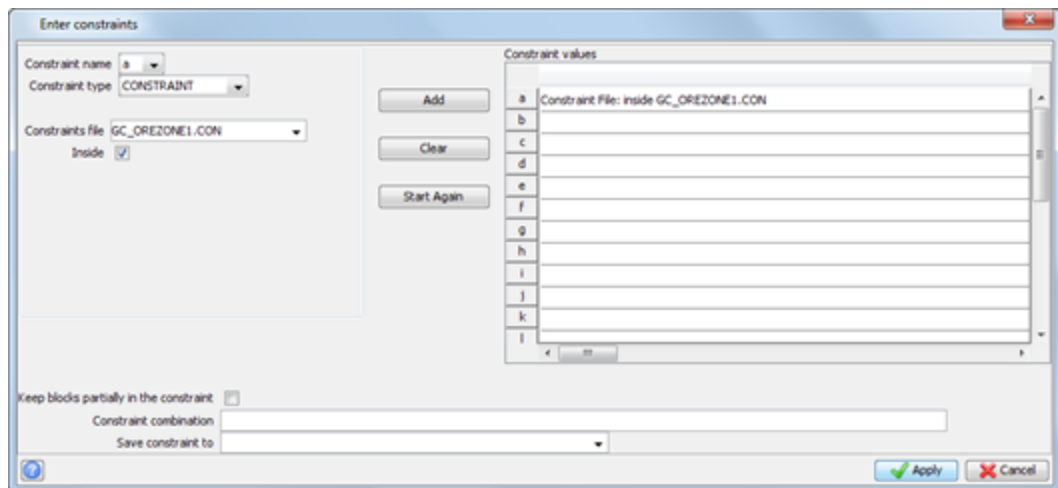 Enter constraints
Constraint name a
Constraint type CONSTRAINT
Constraints file GC_OREZONE1.CON
Inside
Add
Clear
Start Again
Constraint values
a Constraint File: inside GC_OREZONE1.CON
b
c
d
e
f
g
h
i
j
k
l
Keep blocks partially in the constraint
Constraint combination
Save constraint to
? Apply Cancel